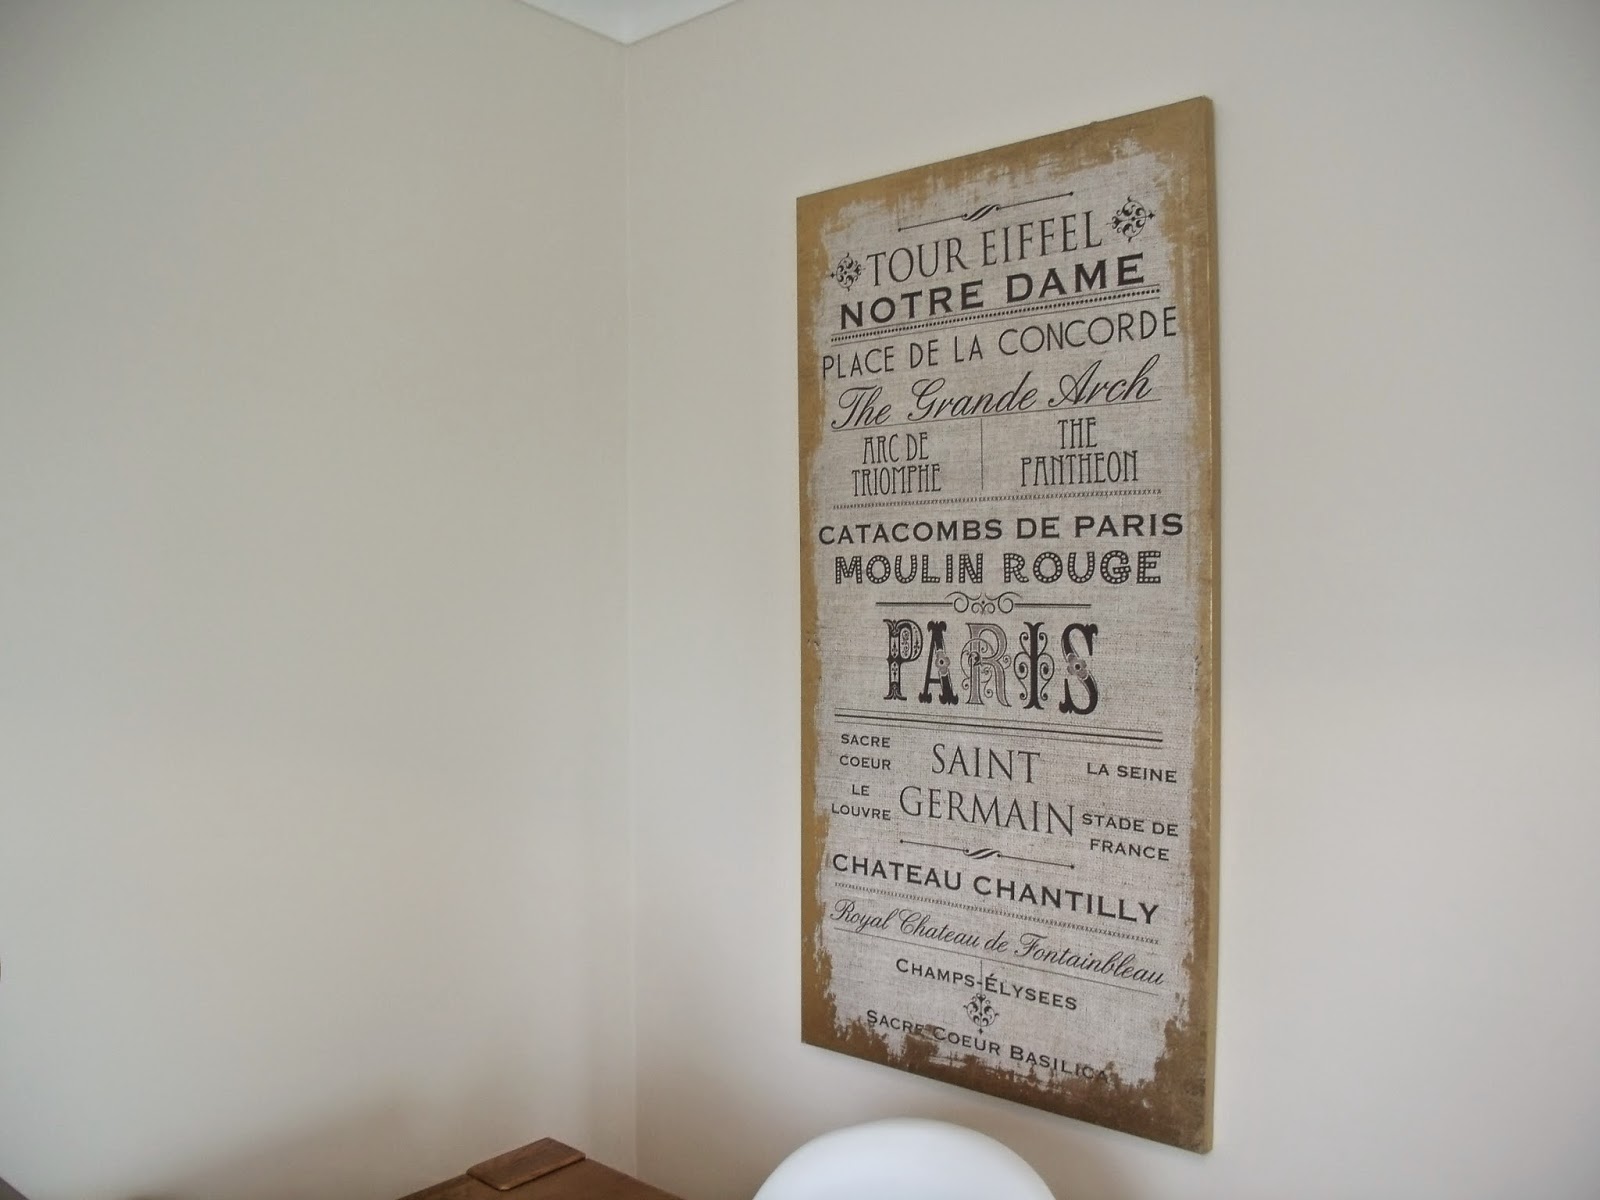 TOUR EIFFEL
NOTRE DAME
PLACE DE LA CONCORDE
The Grande Arch
ARC DE
TRIOMPHE
THE
PANTHEON
CATACOMBS DE PARIS
MOULIN ROUGE
PARIS
SACRE
COEUR
LE
LOUVRE
SAINT
GERMAIN
LA SEINE
STADE DE
FRANCE
CHATEAU CHANTILLY
Royal Chateau de Fontainbleau
CHAMPS-ÉLYSEES
SACRE COEUR BASILICA